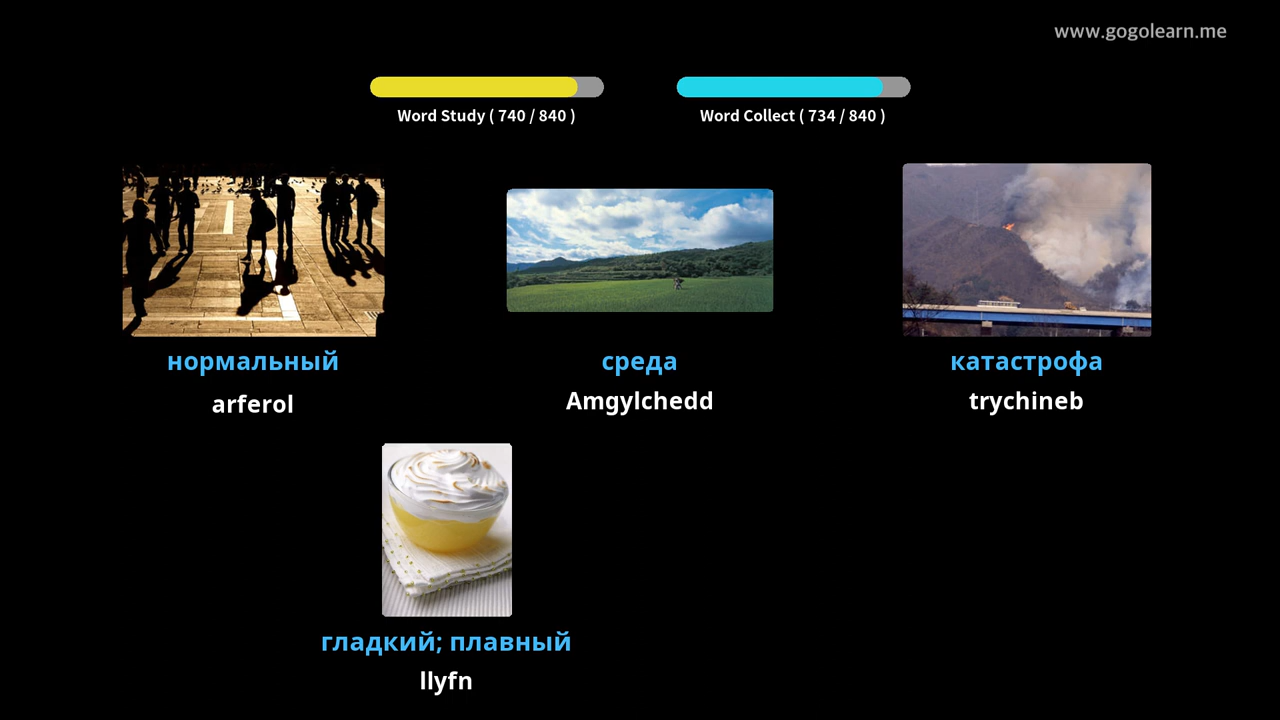 www.gogolearn.me
Word Study ( 740 / 840 )
Word Collect ( 734 / 840 )
нормальный
arferol
среда
Amgylchedd
катастрофа
trychineb
гладкий; плавный
llyfn